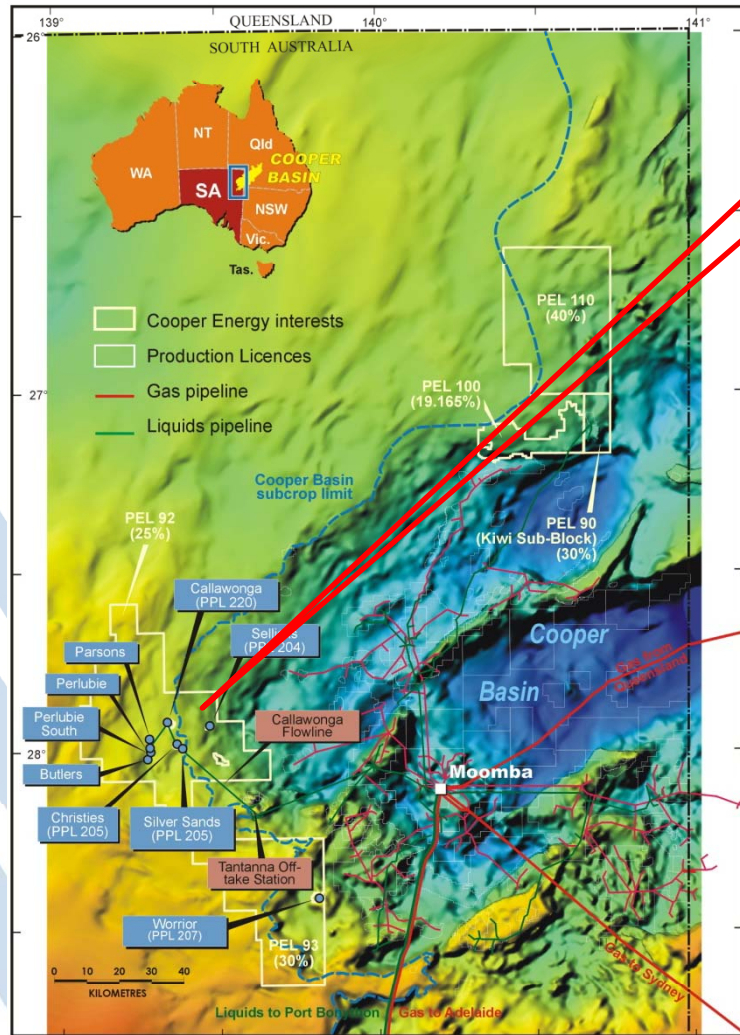 139°
QUEENSLAND
140°
141°
26°
SOUTH AUSTRALIA
NT
Qld
WA
COOPER
BASIN
SA
NSW
Vic.
Tas.
PEL 110
(40%)
Cooper Energy interests
Production Licences
Gas pipeline
Liquids pipeline
27°
PEL 100
(19.165%)
Cooper Basin
subcrop limit
PEL 92
(25%)
PEL 90
(Kiwi Sub-Block)
(30%)
Callawonga
(PPL 220)
Parsons
204)
Cooper
Basin
Perlubie
Perlubie
South
Callawonga
Flowline
28°
Butlers
Moomba
Christies
(PPL 205)
Silver Sands
(PPL 205)
Tantanna Off-
take Station
Worrior
(PPL 207)
PEL 93
(30%)
0 10 20 30 40
KILOMETRES
Gas to Sydney
Liquids to Port Bonython
Gas to Adelaide